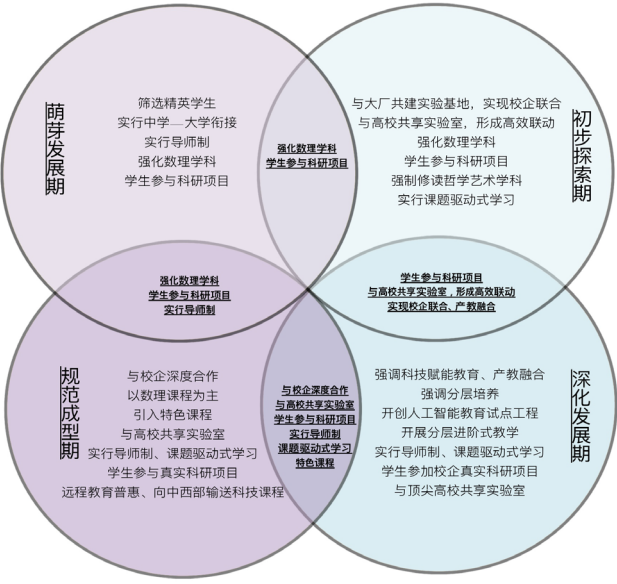 萌芽发展期
筛选精英学生
实行中学—大学衔接
实行导师制
强化数理学科
学生参与科研项目
强化数理学科
学生参与科研项目
与大厂共建实验基地，实现校企联合
与高校共享实验室，形成高效联动
强化数理学科
学生参与科研项目
强制修读哲学艺术学科
实行课题驱动式学习
初步探索期
强化数理学科
学生参与科研项目
实行导师制
学生参与科研项目
与高校共享实验室，形成高效联动
实现校企联合、产教融合
规范成型期
与校企深度合作
以数理课程为主
引入特色课程
与高校共享实验室
实行导师制、课题驱动式学习
学生参与真实科研项目
远程教育普惠、向中西部输送科技课程
与校企深度合作
与高校共享实验室
学生参与科研项目
实行导师制
课题驱动式学习
特色课程
强调科技赋能教育、产教融合
强调分层培养
开创人工智能教育试点工程
开展分层进阶式教学
实行导师制、课题驱动式学习
学生参加校企真实科研项目
与顶尖高校共享实验室
深化发展期